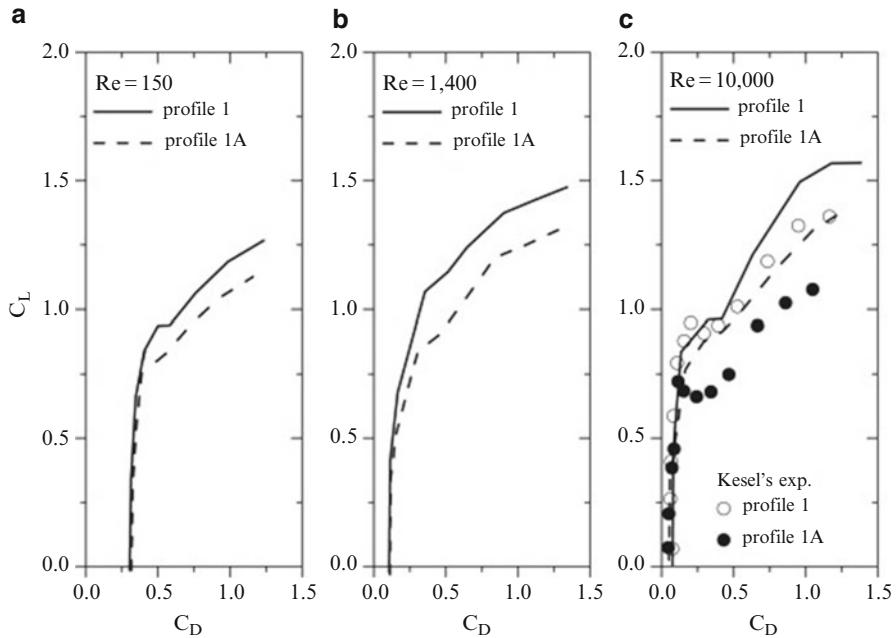 a
2.0
1.5
1.0
0.5
0.0
C_L
Re = 150
profile 1
profile 1A
0.0 0.5 1.0 1.5
C_D
b
2.0
1.5
1.0
0.5
0.0
Re = 1,400
profile 1
profile 1A
0.0 0.5 1.0 1.5
C_D
c
2.0
1.5
1.0
0.5
0.0
Re = 10,000
profile 1
profile 1A
Kesel's exp.
profile 1
profile 1A
0.0 0.5 1.0 1.5
C_D